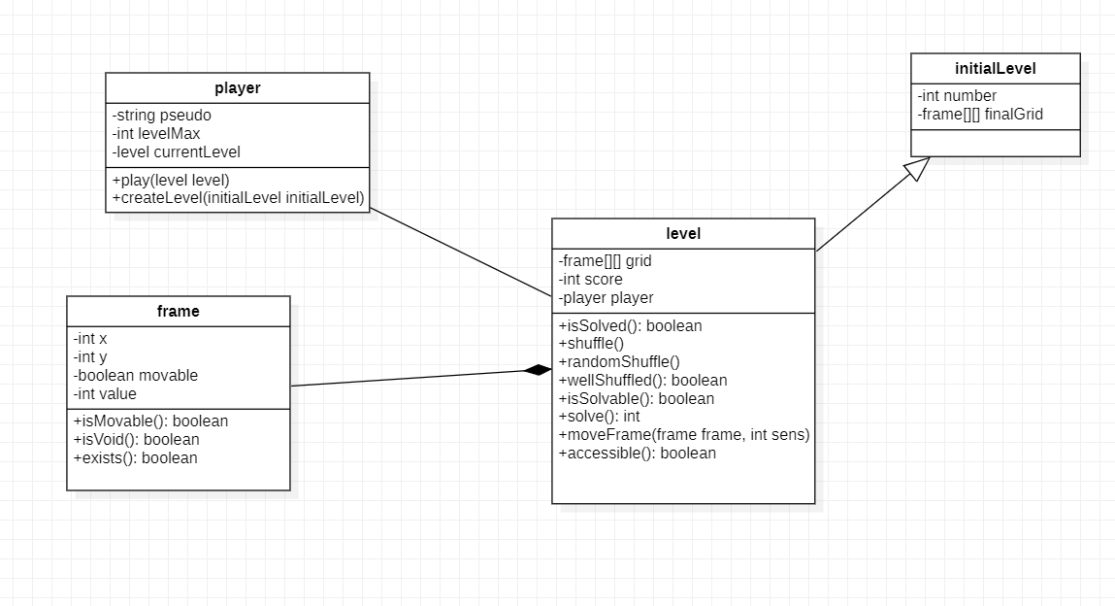 player
-string pseudo
-int levelMax
-level currentLevel
+play(level level)
+createLevel(initialLevel initialLevel)
initialLevel
-int number
-frame[][] finalGrid
level
-frame[][] grid
-int score
-player player
+isSolved(): boolean
+shuffle()
+randomShuffle()
+wellShuffled(): boolean
+isSolvable(): boolean
+solve(): int
+moveFrame(frame frame, int sens)
+accessible(): boolean
frame
-int x
-int y
-boolean movable
-int value
+isMovable(): boolean
+isVoid(): boolean
+exists(): boolean